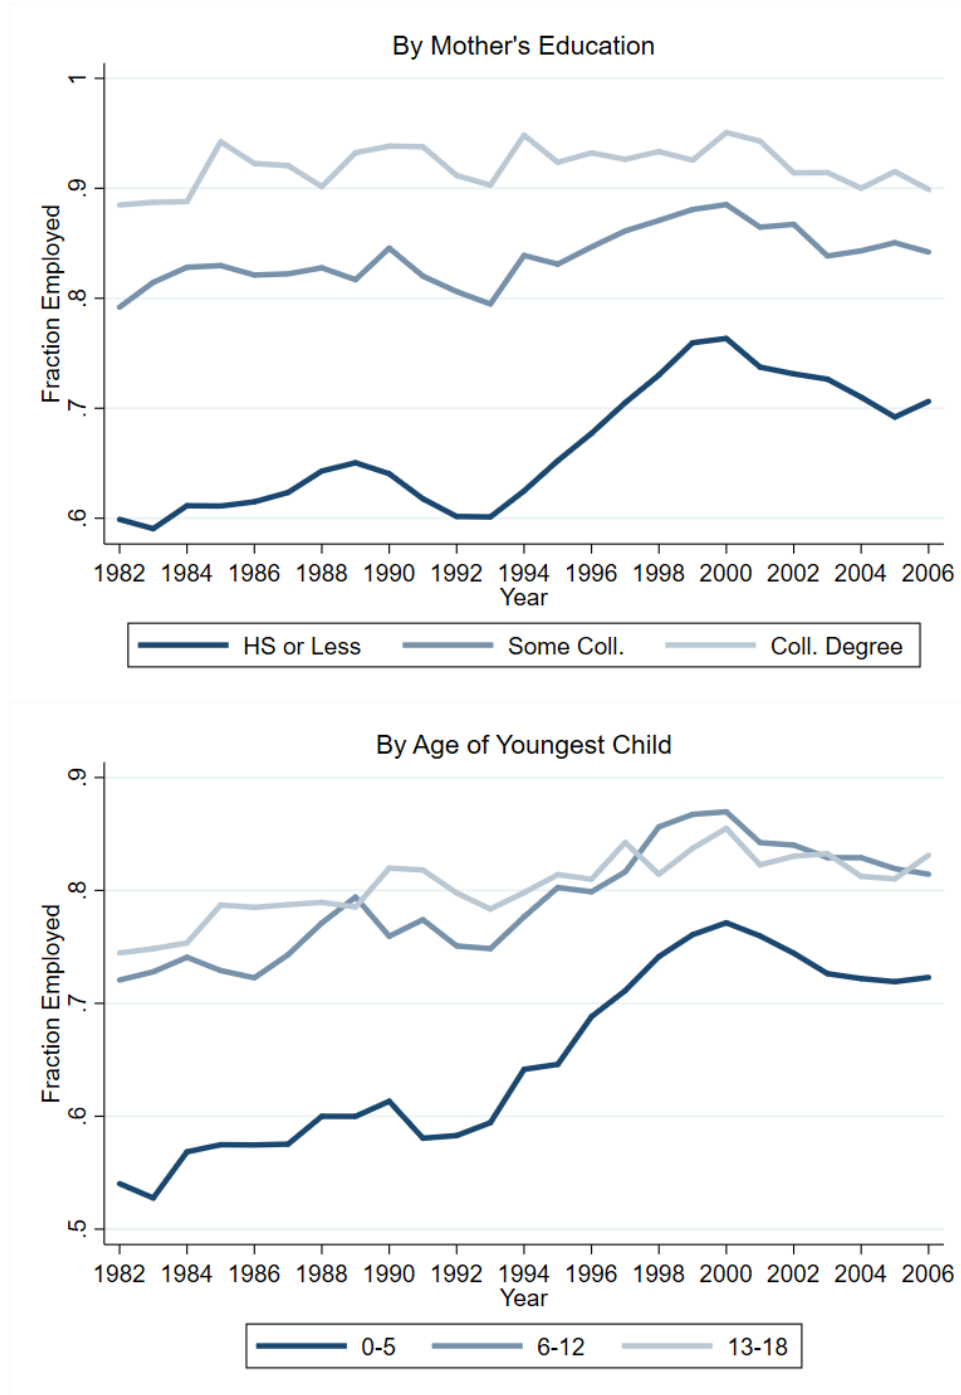 By Mother's Education
Fraction Employed
1
.9
.8
.7
.6
1982 1984 1986 1988 1990 1992 1994 1996 1998 2000 2002 2004 2006
Year
HS or Less Some Coll. Coll. Degree
By Age of Youngest Child
Fraction Employed
.9
.8
.7
.6
.5
1982 1984 1986 1988 1990 1992 1994 1996 1998 2000 2002 2004 2006
Year
0-5 6-12 13-18